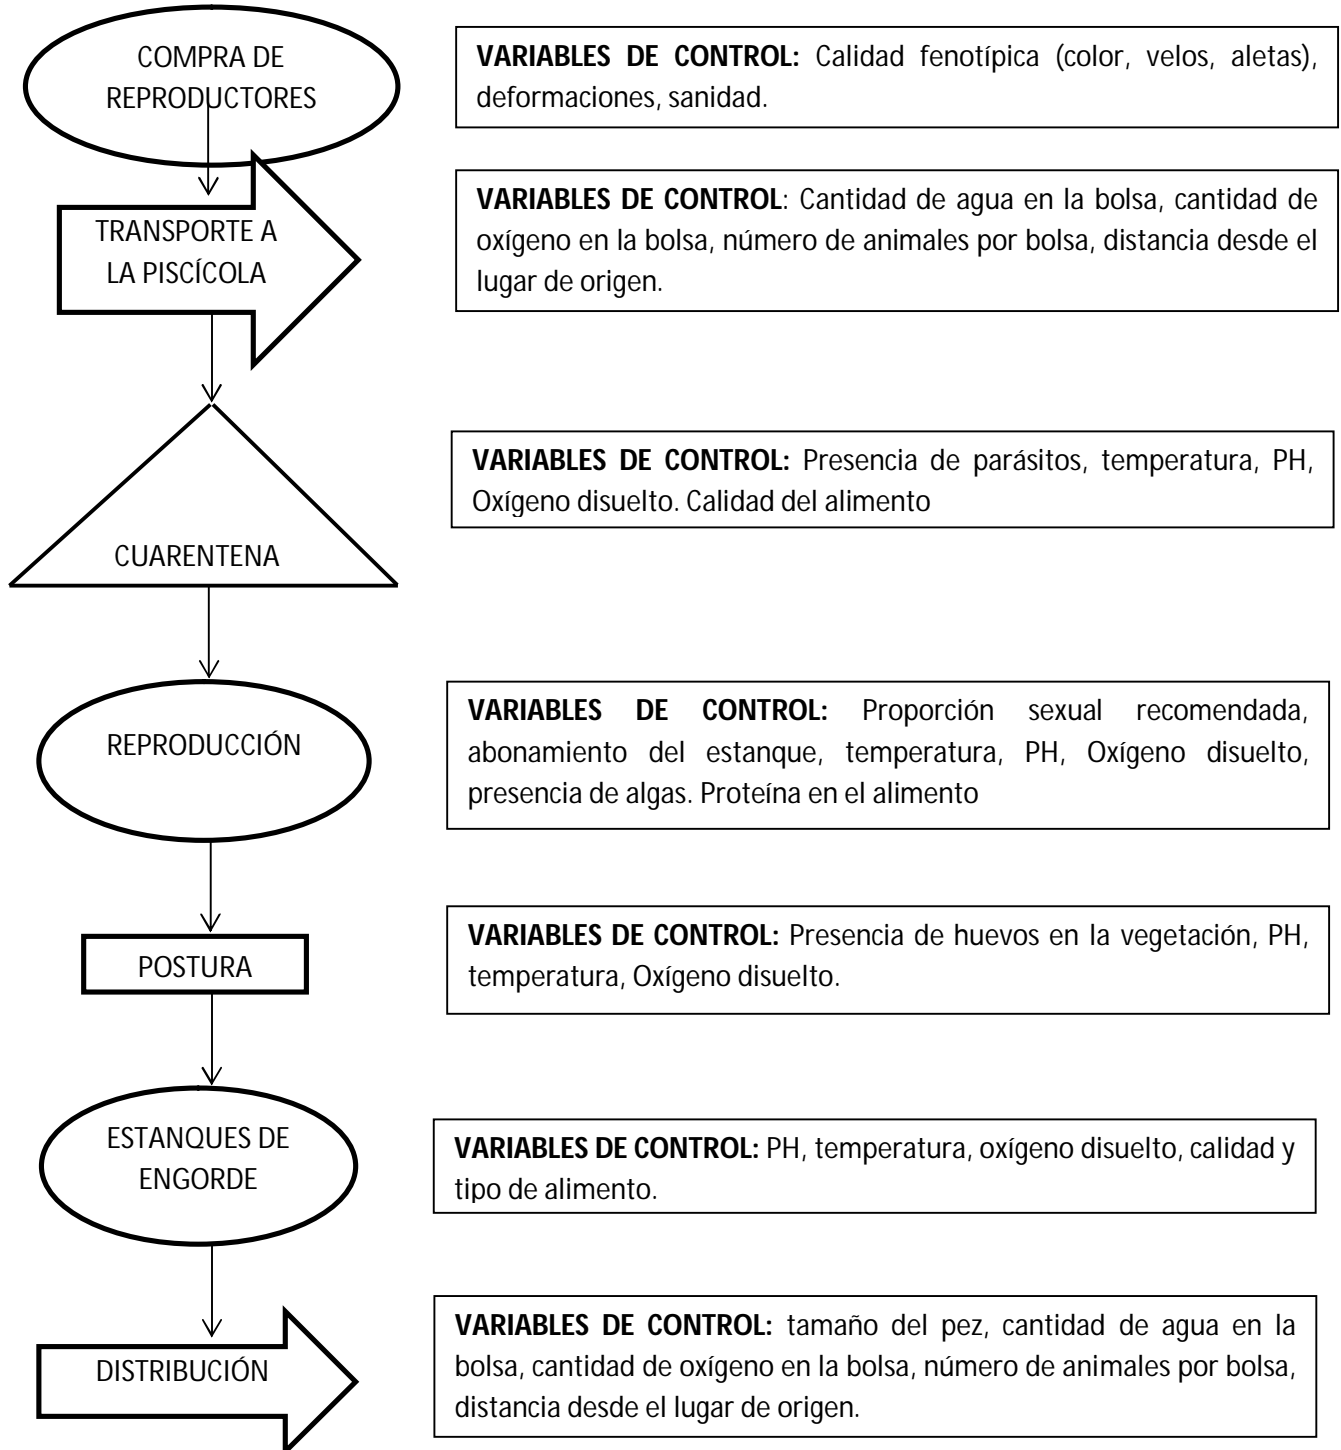 COMPRA DE
REPRODUCTORES
VARIABLES DE CONTROL: Calidad fenotípica (color, velos, aletas),
deformaciones, sanidad.
TRANSPORTE A
LA PISCÍCOLA
VARIABLES DE CONTROL: Cantidad de agua en la bolsa, cantidad de
oxígeno en la bolsa, número de animales por bolsa, distancia desde el
lugar de origen.
CUARENTENA
VARIABLES DE CONTROL: Presencia de parásitos, temperatura, PH,
Oxígeno disuelto. Calidad del alimento
REPRODUCCIÓN
VARIABLES DE CONTROL: Proporción sexual recomendada,
abonamiento del estanque, temperatura, PH, Oxígeno disuelto,
presencia de algas. Proteína en el alimento
POSTURA
VARIABLES DE CONTROL: Presencia de huevos en la vegetación, PH,
temperatura, Oxígeno disuelto.
ESTANQUES DE
ENGORDE
VARIABLES DE CONTROL: PH, temperatura, oxígeno disuelto, calidad y
tipo de alimento.
DISTRIBUCIÓN
VARIABLES DE CONTROL: tamaño del pez, cantidad de agua en la
bolsa, cantidad de oxígeno en la bolsa, número de animales por bolsa,
distancia desde el lugar de origen.